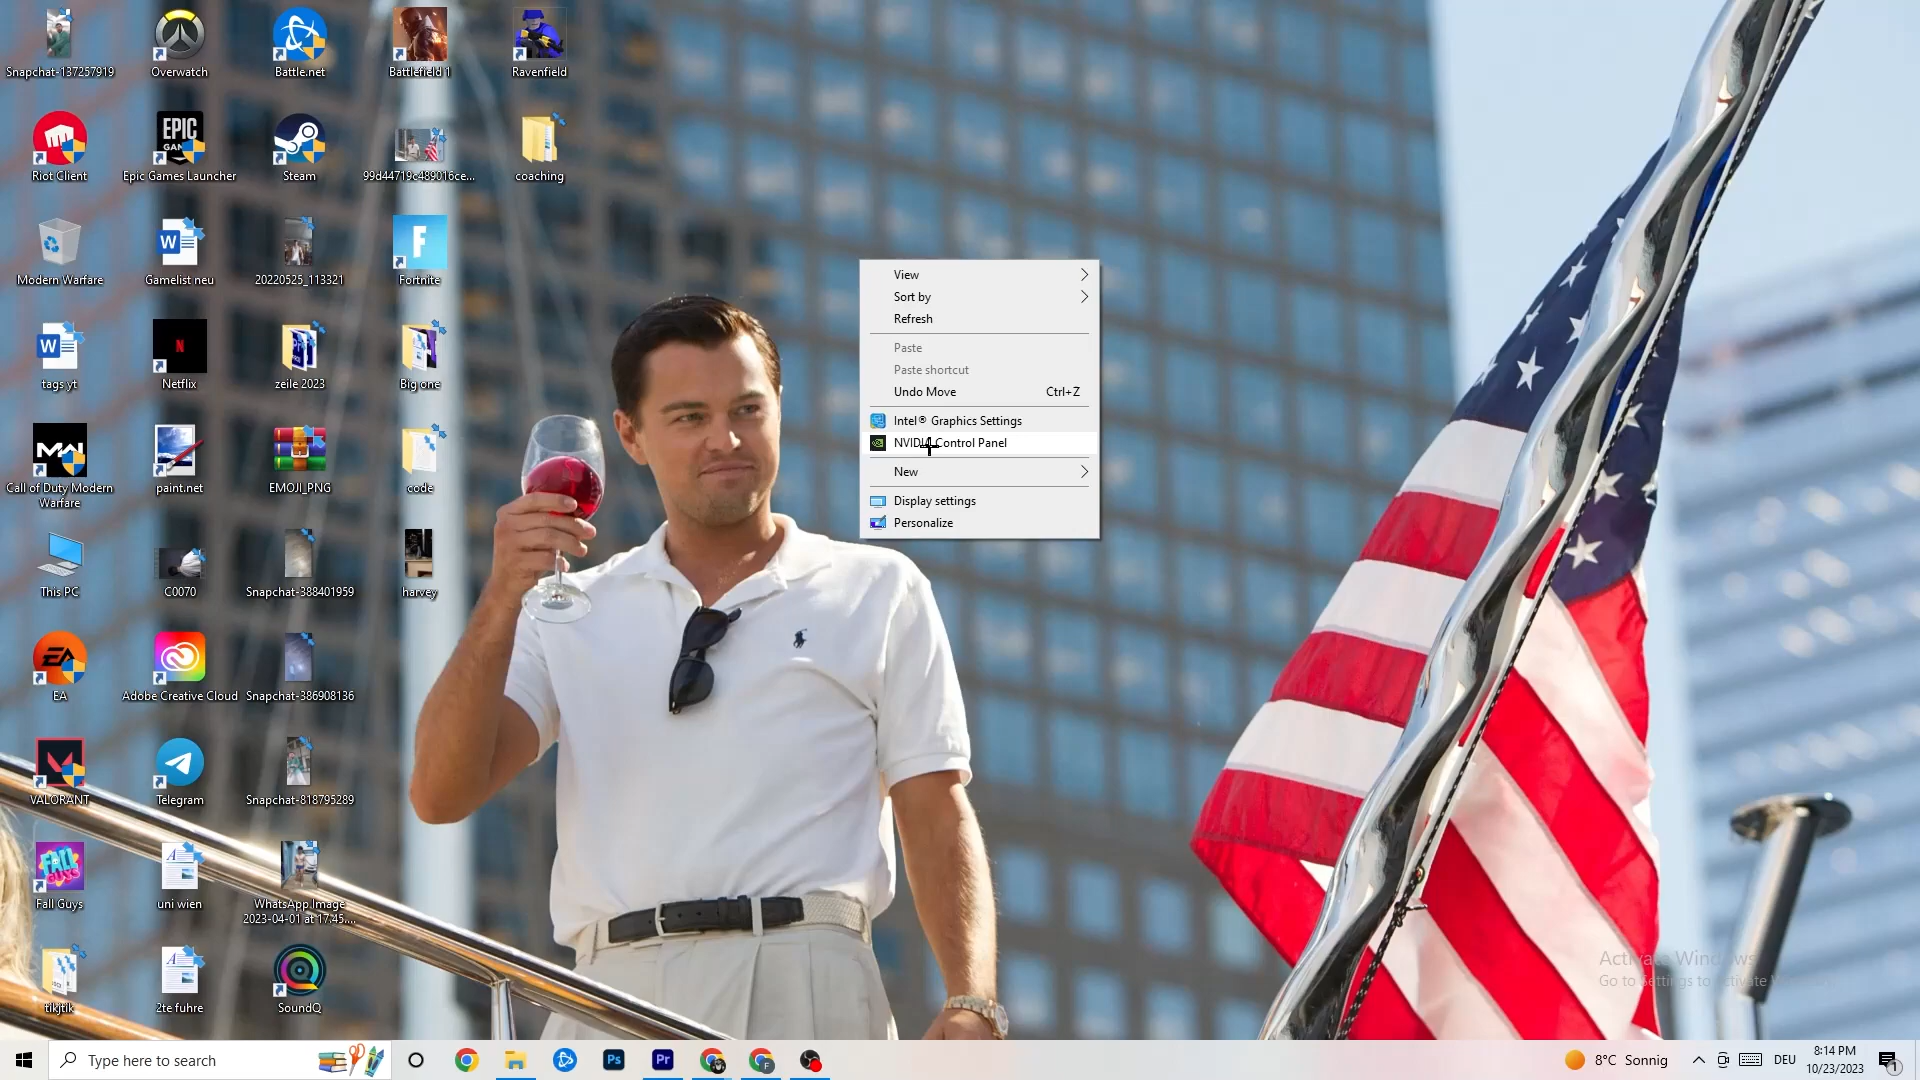 Snapchat-137257919
Overwatch
Battle.net
Battlefield 1
Ravenfield
Riot Client
EPIC
Epic Games Launcher
Steam
99d44719c489016ce...
coaching
Modern Warfare
Gamelist neu
20220525_113321
Fortnite
tags yt
Netflix
zeile 2023
Big one
Call of Duty Modern
Warfare
paint.net
EMOJI_PNG
code
This PC
C0070
Snapchat-388401959
harvey
EA
Adobe Creative Cloud
Snapchat-386908136
VALORANT
Telegram
Snapchat-818795289
Fall Guys
uni wien
WhatsApp Image
2023-04-01 at 17.45....
tikjtik
2te fuhre
SoundQ
View
Sort by
Refresh
Paste
Paste shortcut
Undo Move Ctrl+Z
Intel® Graphics Settings
NVIDIA Control Panel
New
Display settings
Personalize
Activate Windows
Go to Settings to activate
Type here to search
8°C Sonnig
DEU
8:14 PM
10/23/2023